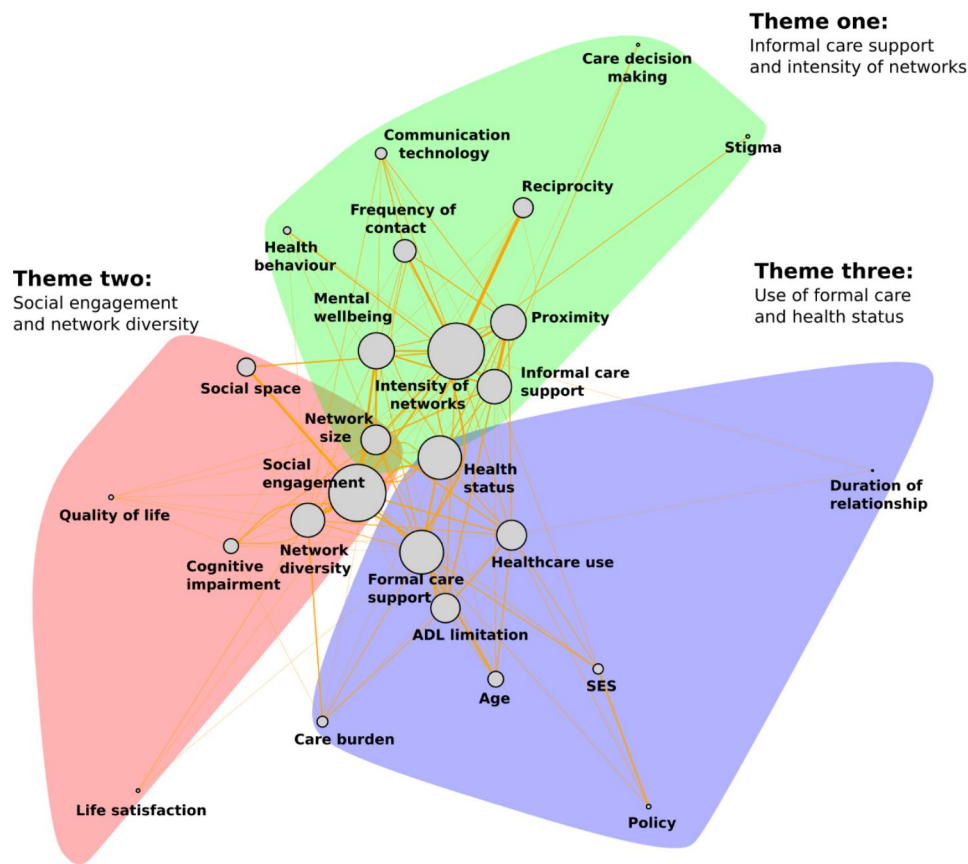 Theme one:
Informal care support
and intensity of networks
Care decision
making
Stigma
Communication
technology
Reciprocity
Frequency of
contact
Health
behaviour
Theme two:
Social engagement
and network diversity
Theme three:
Use of formal care
and health status
Mental
wellbeing
Proximity
Social space
Intensity of
networks
Informal care
support
Network
size
Social
engagement
Health
status
Duration of
relationship
Quality of life
Cognitive
impairment
Network
diversity
Formal care
support
Healthcare use
ADL limitation
Age
SES
Care burden
Life satisfaction
Policy